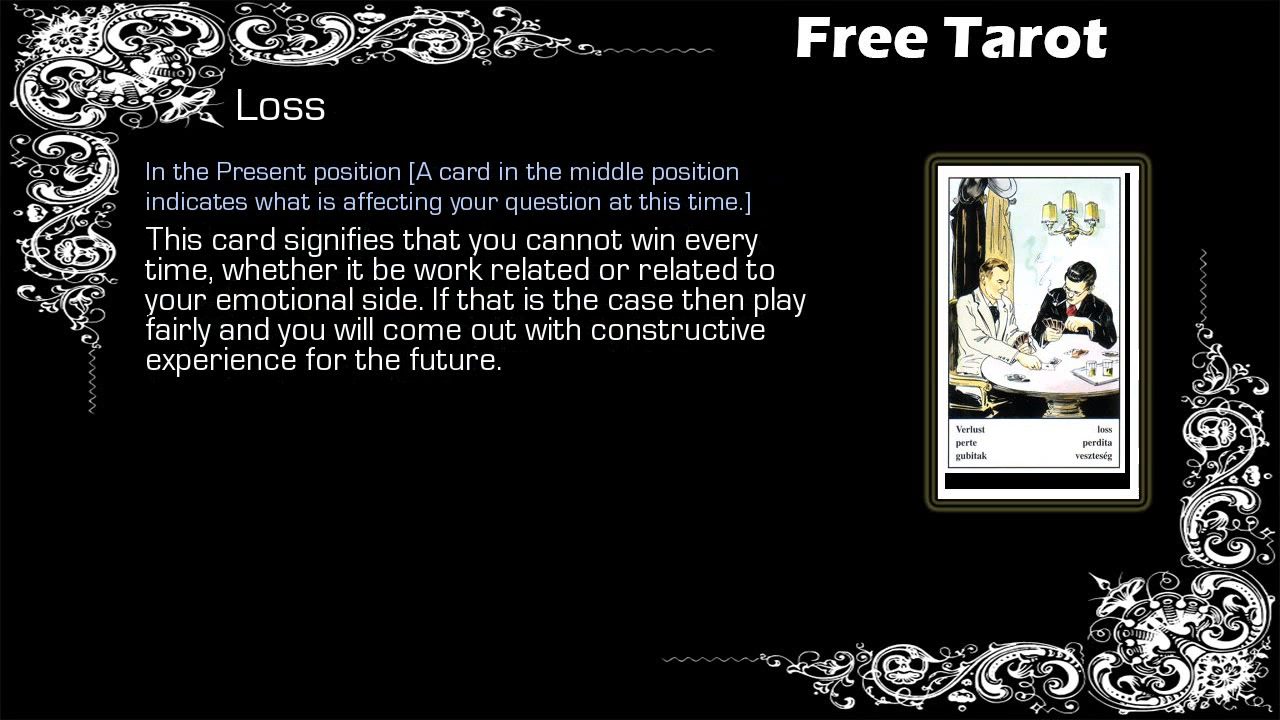 Free Tarot
Loss
In the Present position [A card in the middle position
indicates what is affecting your question at this time.]
This card signifies that you cannot win every
time, whether it be work related or related to
your emotional side. If that is the case then play
fairly and you will come out with constructive
experience for the future.
Verlust loss
perte perdita
gubitak veszteség